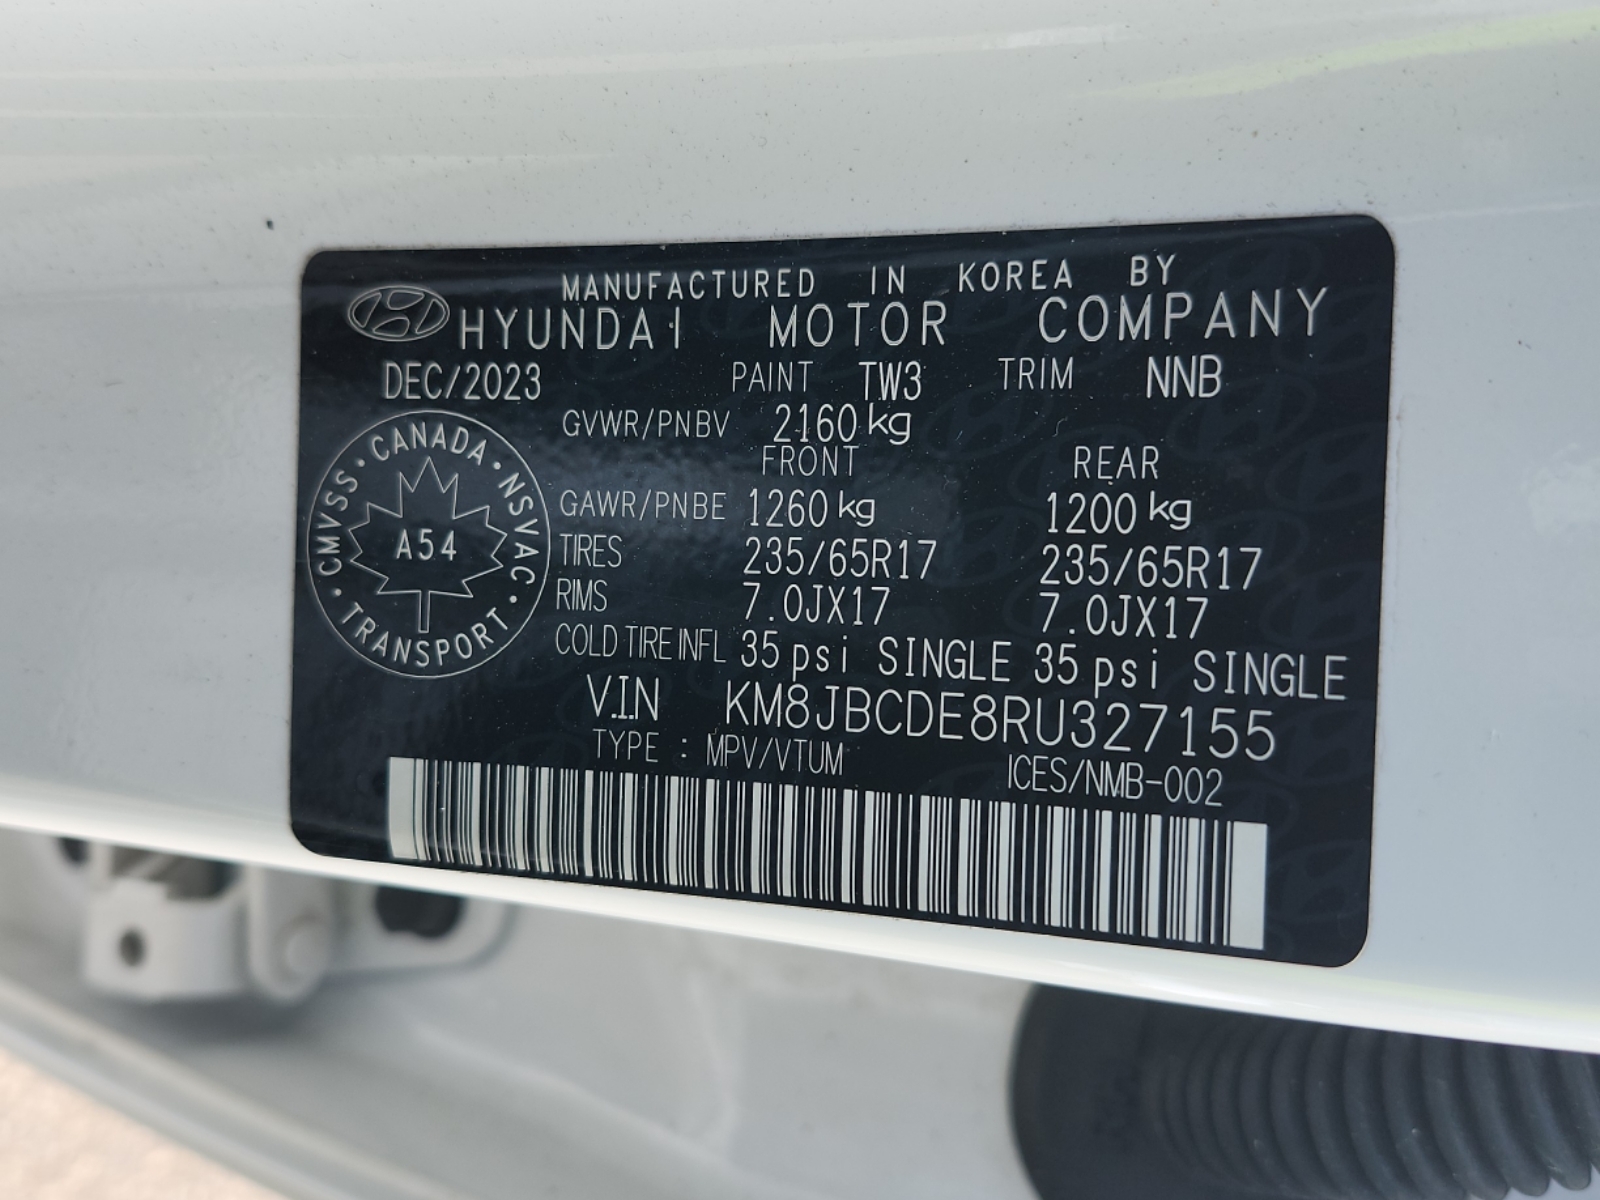 MANUFACTURED IN KOREA BY
HYUNDAI MOTOR COMPANY
DEC/2023 PAINT TW3 TRIM NNB
GVWR/PNBV 2160 kg
FRONT REAR
GAWR/PNBE 1260 kg 1200 kg
TIRES 235/65R17 235/65R17
RIMS 7.0JX17 7.0JX17
COLD TIRE INFL 35 psi SINGLE 35 psi SINGLE
V.I.N KM8JBCDE8RU327155
TYPE : MPV/VTUM ICES/NMB-002
CMVSS · CANADA · NSVAC · TRANSPORT ·
A54